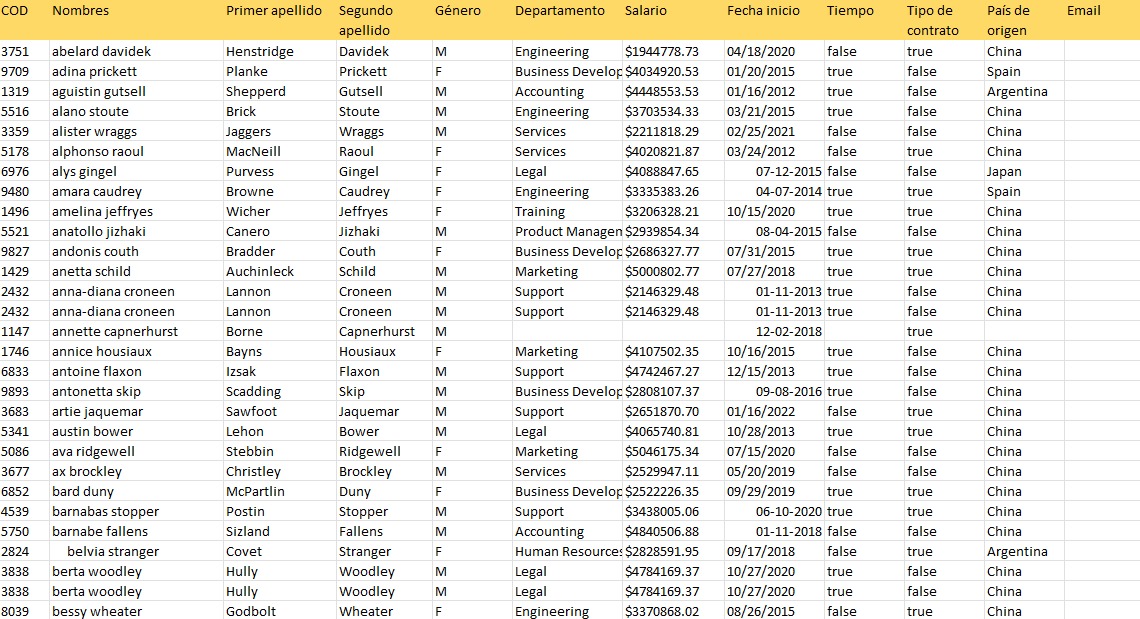 COD Nombres Primer apellido Segundo apellido Género Departamento Salario Fecha inicio Tiempo Tipo de contrato País de origen Email
3751 abelard davidek Henstridge Davidek M Engineering $1944778.73 04/18/2020 false true China
9709 adina prickett Planke Prickett F Business Develop $4034920.53 01/20/2015 true false Spain
1319 aguistin gutsell Shepperd Gutsell M Accounting $4448553.53 01/16/2012 true false Argentina
5516 alano stoute Brick Stoute M Engineering $3703534.33 03/21/2015 true false China
3359 alister wraggs Jaggers Wraggs M Services $2211818.29 02/25/2021 false false China
5178 alphonso raoul MacNeill Raoul F Services $4020821.87 03/24/2012 false true China
6976 alys gingel Purvess Gingel F Legal $4088847.65 07-12-2015 false false Japan
9480 amara caudrey Browne Caudrey F Engineering $3335383.26 04-07-2014 true true Spain
1496 amelina jeffryes Wicher Jeffryes F Training $3206328.21 10/15/2020 true true China
5521 anatollo jizhaki Canero Jizhaki M Product Managen $2939854.34 08-04-2015 false false China
9827 andonis couth Bradder Couth F Business Develop $2686327.77 07/31/2015 true true China
1429 anetta schild Auchinleck Schild M Marketing $5000802.77 07/27/2018 true true China
2432 anna-diana croneen Lannon Croneen M Support $2146329.48 01-11-2013 true false China
2432 anna-diana croneen Lannon Croneen M Support $2146329.48 01-11-2013 true false China
1147 annette capnerhurst Borne Capnerhurst M 12-02-2018 true
1746 annice housiaux Bayns Housiaux F Marketing $4107502.35 10/16/2015 true false China
6833 antoine flaxon Izsak Flaxon M Support $4742467.27 12/15/2013 true false China
9893 antonetta skip Scadding Skip M Business Develop $2808107.37 09-08-2016 true false China
3683 artie jaquemar Sawfoot Jaquemar M Support $2651870.70 01/16/2022 false true China
5341 austin bower Lehon Bower M Legal $4065740.81 10/28/2013 true true China
5086 ava ridgewell Stebbin Ridgewell F Marketing $5046175.34 07/15/2020 false false China
3677 ax brockley Christley Brockley M Services $2529947.11 05/20/2019 false false China
6852 bard duny McPartlin Duny F Business Develop $2522226.35 09/29/2019 true true China
4539 barnabas stopper Postin Stopper M Support $3438005.06 06-10-2020 true true China
5750 barnabe fallens Sizland Fallens M Accounting $4840506.88 01-11-2018 false false China
2824 belvia stranger Covet Stranger F Human Resources $2828591.95 09/17/2018 false true Argentina
3838 berta woodley Hully Woodley M Legal $4784169.37 10/27/2020 true false China
3838 berta woodley Hully Woodley M Legal $4784169.37 10/27/2020 true false China
8039 bessy wheater Godbolt Wheater F Engineering $3370868.02 08/26/2015 false true China